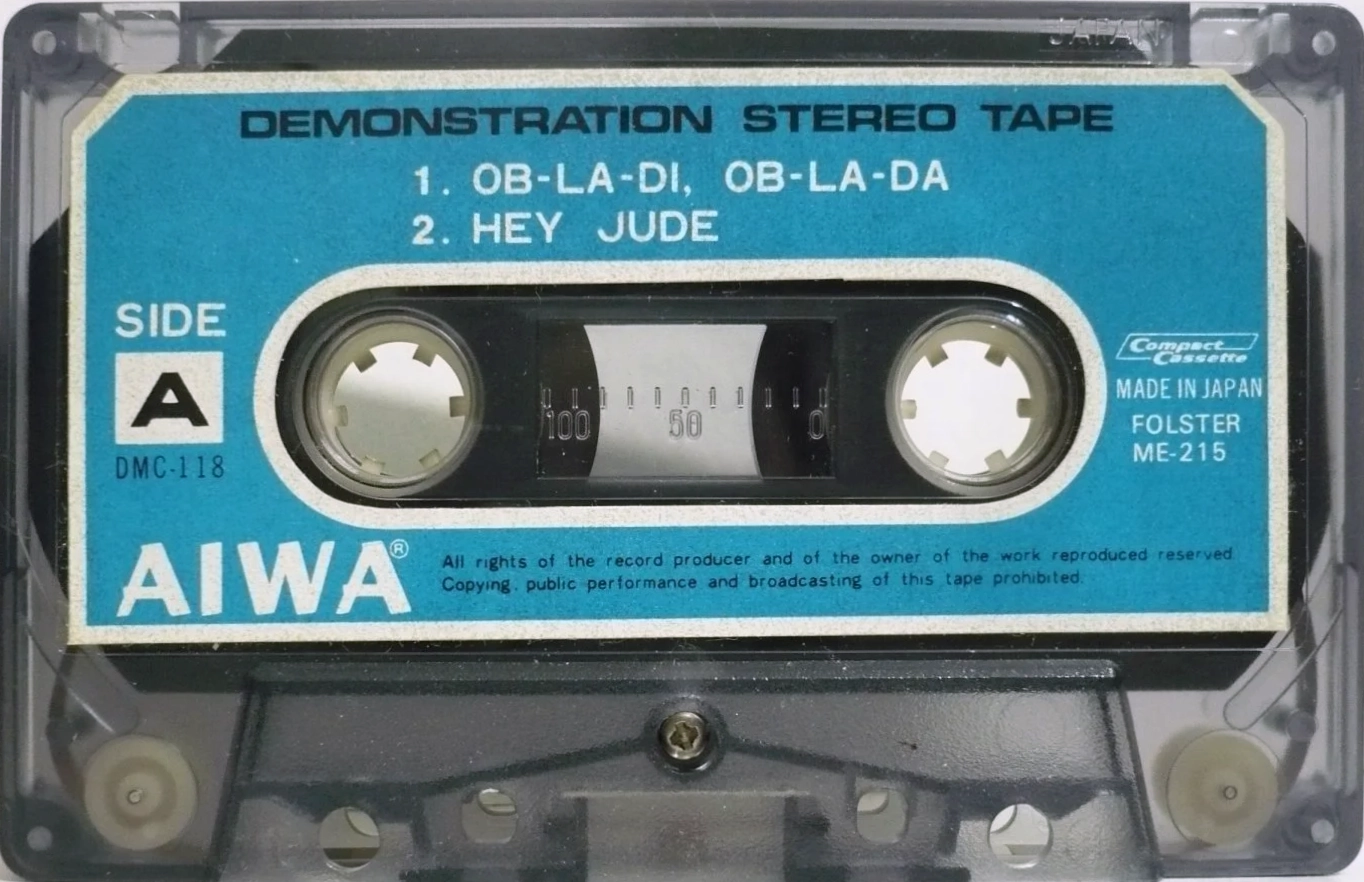 JAPAN
DEMONSTRATION STEREO TAPE
1. OB-LA-DI, OB-LA-DA
2. HEY JUDE
SIDE
A
DMC-118
100 50 0
Compact
Cassette
MADE IN JAPAN
FOLSTER
ME-215
AIWA®
All rights of the record producer and of the owner of the work reproduced reserved.
Copying, public performance and broadcasting of this tape prohibited.